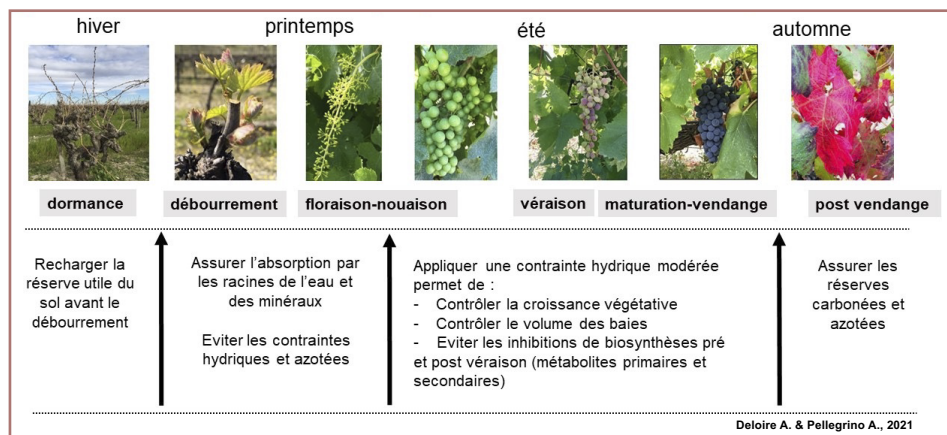 hiver printemps été automne
dormance débourrement floraison-nouaison véraison maturation-vendange post vendange
Recharger la
réserve utile du
sol avant le
débourrement
Assurer l'absorption par
les racines de l'eau et
des minéraux
Eviter les contraintes
hydriques et azotées
Appliquer une contrainte hydrique modérée
permet de :
- Contrôler la croissance végétative
- Contrôler le volume des baies
- Eviter les inhibitions de biosynthèses pré
et post véraison (métabolites primaires et
secondaires)
Assurer les
réserves
carbonées et
azotées
Deloire A. & Pellegrino A., 2021